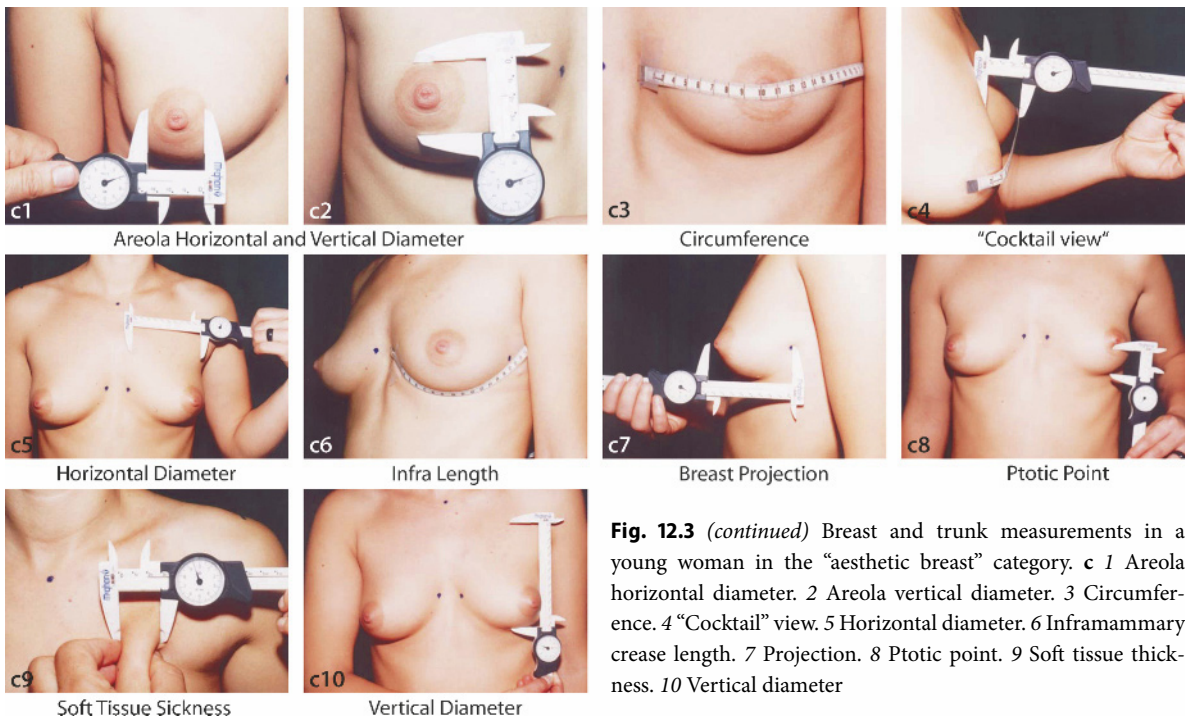 c1
c2
c3
c4
Areola Horizontal and Vertical Diameter
Circumference
“Cocktail view“
c5
c6
c7
c8
Horizontal Diameter
Infra Length
Breast Projection
Ptotic Point
c9
c10
Soft Tissue Sickness
Vertical Diameter
Fig. 12.3 (continued) Breast and trunk measurements in a
young woman in the “aesthetic breast” category. c 1 Areola
horizontal diameter. 2 Areola vertical diameter. 3 Circumfer-
ence. 4 “Cocktail” view. 5 Horizontal diameter. 6 Inframammary
crease length. 7 Projection. 8 Ptotic point. 9 Soft tissue thick-
ness. 10 Vertical diameter